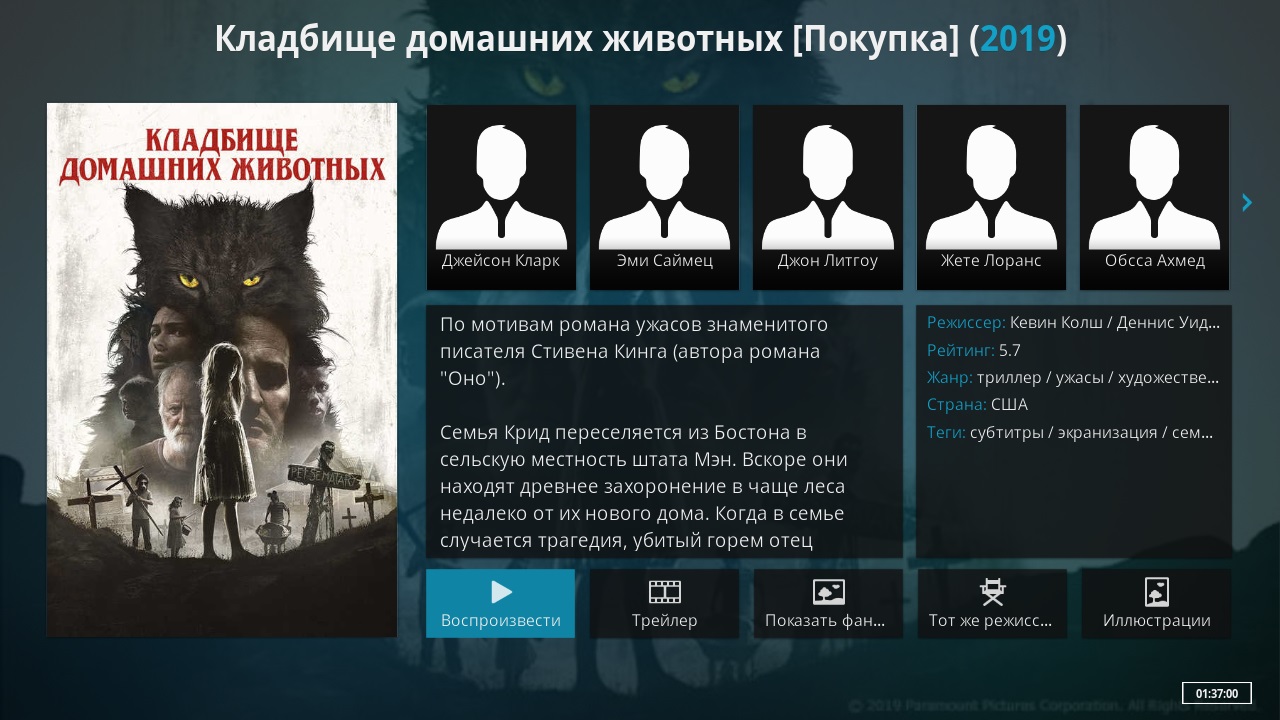 Кладбище домашних животных [Покупка] (2019)
КЛАДБИЩЕ
ДОМАШНИХ ЖИВОТНЫХ
PET SEMATARY
Джейсон Кларк
Эми Саймец
Джон Литгоу
Жете Лоранс
Обсса Ахмед
По мотивам романа ужасов знаменитого
писателя Стивена Кинга (автора романа
"Оно").
Семья Крид переселяется из Бостона в
сельскую местность штата Мэн. Вскоре они
находят древнее захоронение в чаще леса
недалеко от их нового дома. Когда в семье
случается трагедия, убитый горем отец
Режиссер: Кевин Колш / Деннис Уид...
Рейтинг: 5.7
Жанр: триллер / ужасы / художестве...
Страна: США
Теги: субтитры / экранизация / сем...
Воспроизвести
Трейлер
Показать фан...
Тот же режисс...
Иллюстрации
01:37:00
© 2019 Paramount Pictures Corporation. All Rights Reserved.